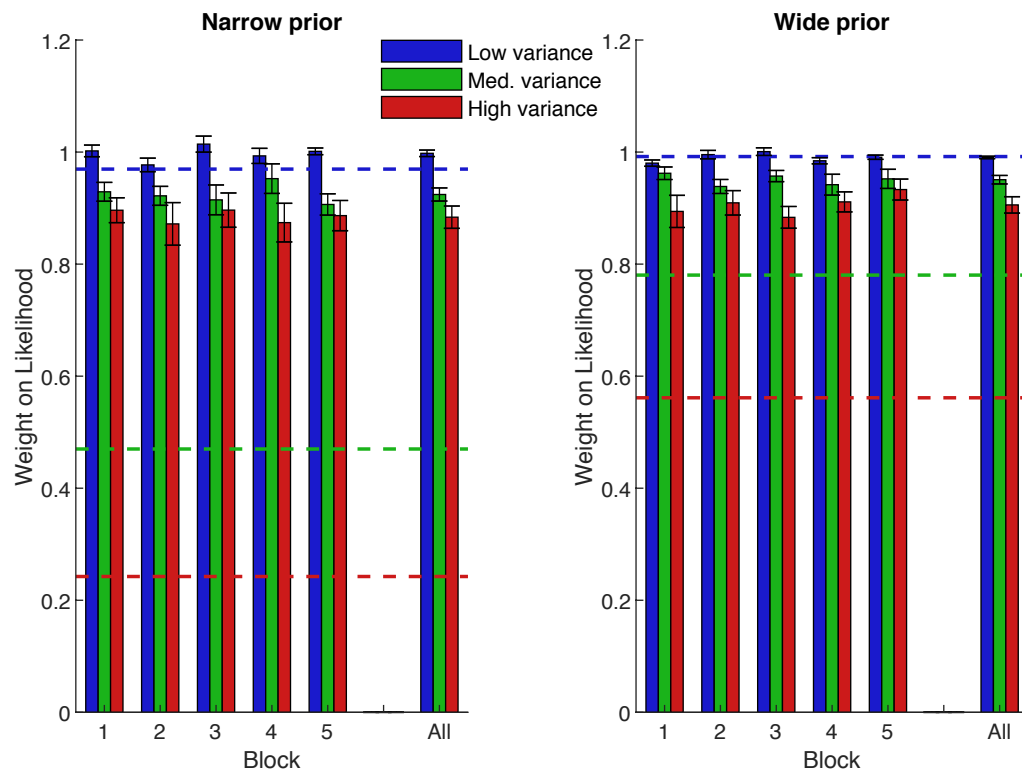 Narrow prior
Wide prior
Low variance
Med. variance
High variance
Weight on Likelihood
1.2
1
0.8
0.6
0.4
0.2
0
1 2 3 4 5 All
Block
Weight on Likelihood
1.2
1
0.8
0.6
0.4
0.2
0
1 2 3 4 5 All
Block